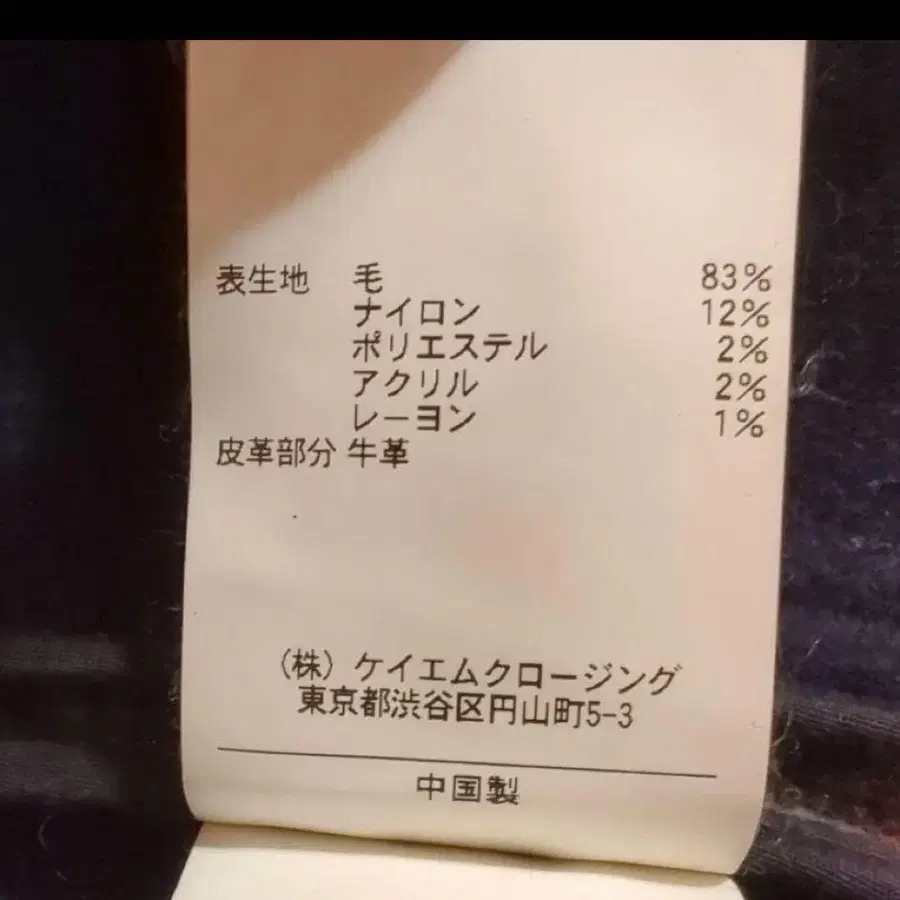 表生地 毛 83%
ナイロン 12%
ポリエステル 2%
アクリル 2%
レーヨン 1%
皮革部分 牛革
(株) ケイエムクロージング
東京都渋谷区円山町5-3
中国製